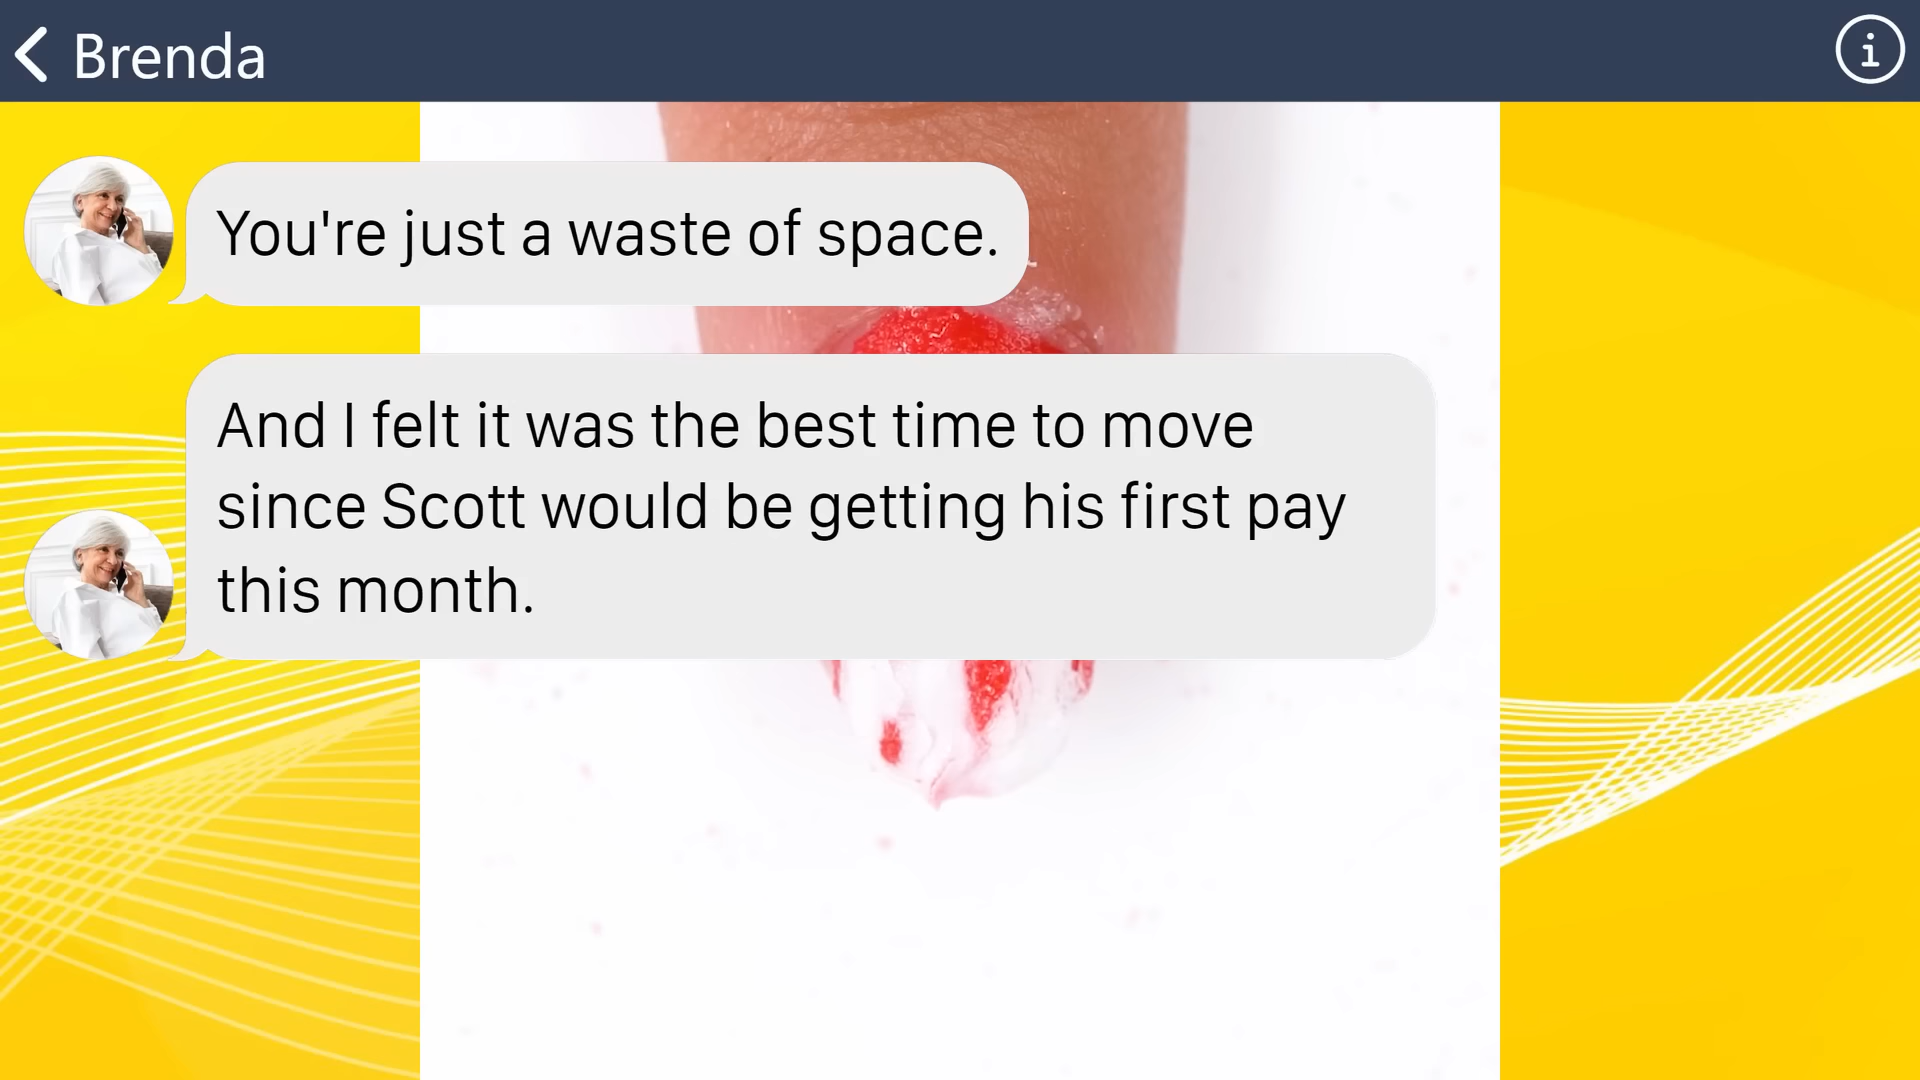 Brenda
You're just a waste of space.
And I felt it was the best time to move
since Scott would be getting his first pay
this month.